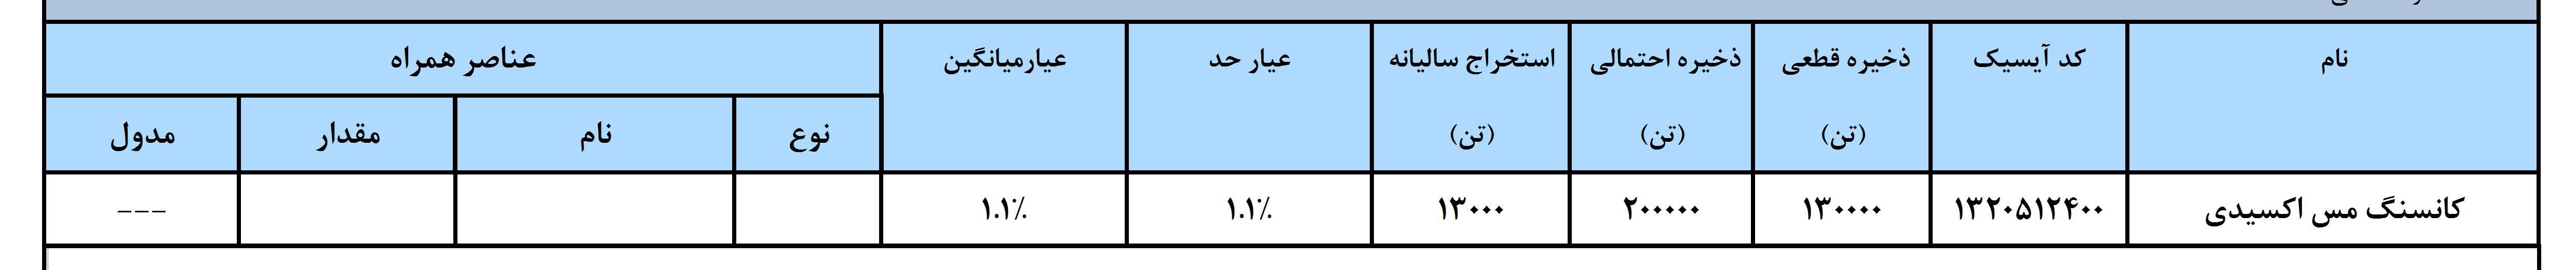 نام
کد آیسیک
ذخیره قطعی (تن)
ذخیره احتمالی (تن)
استخراج سالیانه (تن)
عیار حد
عیارمیانگین
عناصر همراه
نوع
نام
مقدار
مدول
کانسنگ مس اکسیدی
۱۳۲۰۵۱۲۴۰۰
۱۳۰۰۰۰
۲۰۰۰۰۰
۱۳۰۰۰
۱.۱٪
۱.۱٪
---